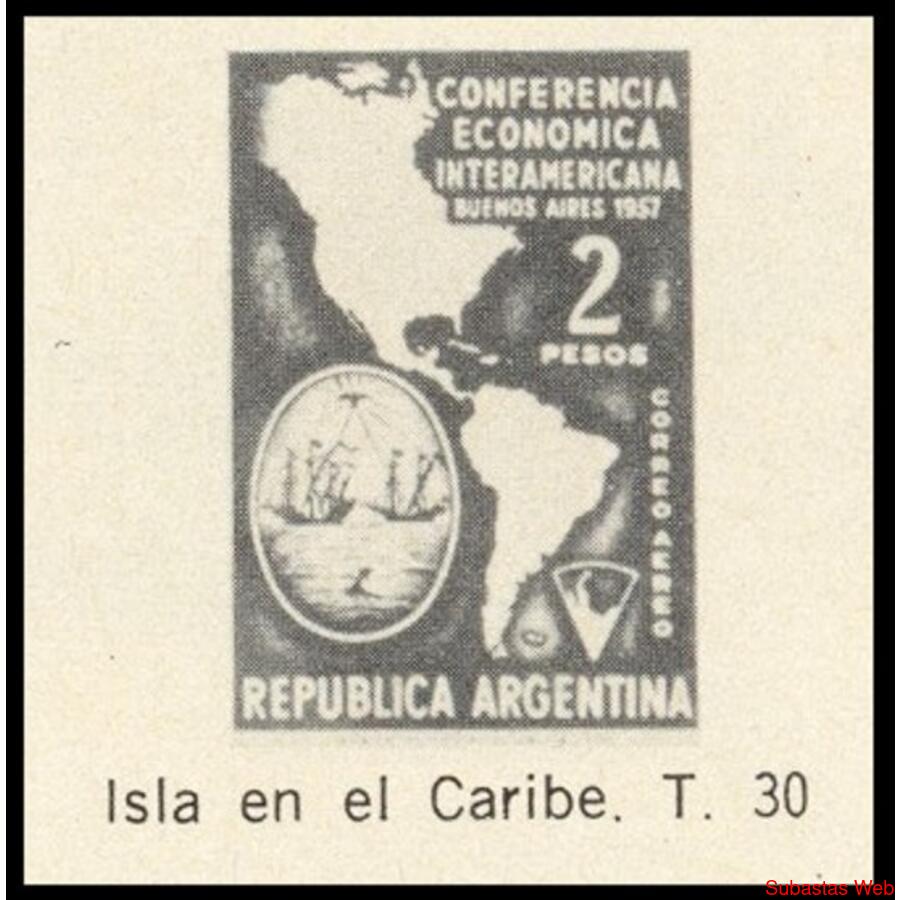 CONFERENCIA
ECONOMICA
INTERAMERICANA
BUENOS AIRES 1957
2
PESOS
CORREO AEREO
REPUBLICA ARGENTINA
Isla en el Caribe. T. 30
Subastas Web